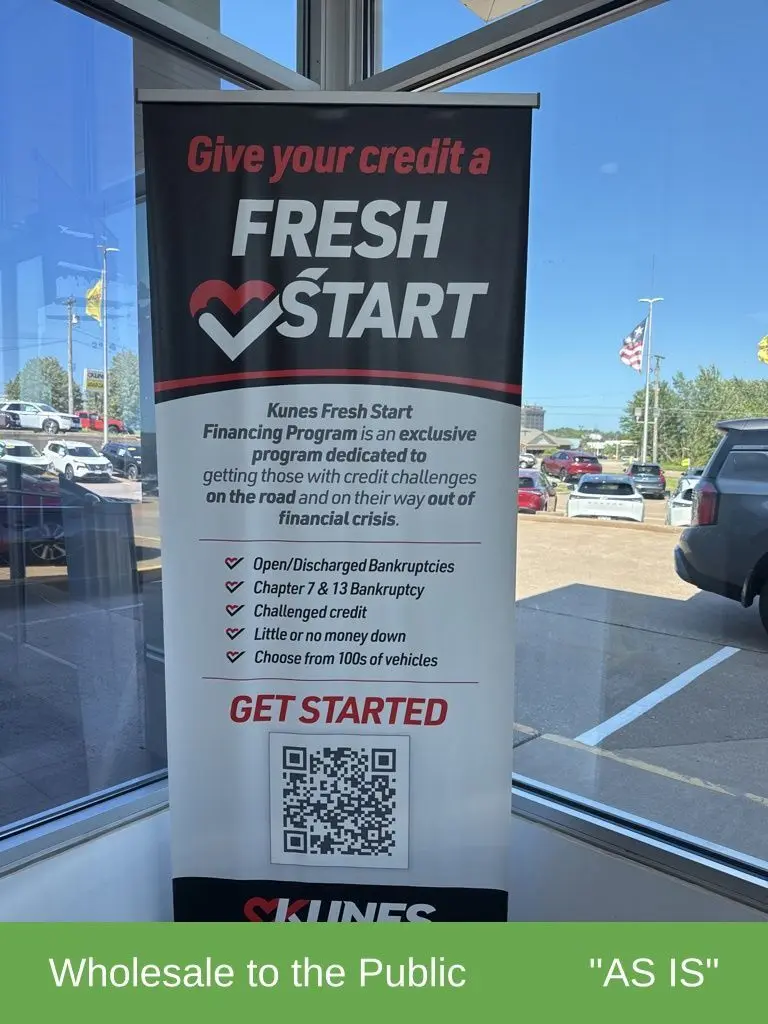 Give your credit a
FRESH
START
Kunes Fresh Start
Financing Program is an exclusive
program dedicated to
getting those with credit challenges
on the road and on their way out of
financial crisis.
Open/Discharged Bankruptcies
Chapter 7 & 13 Bankruptcy
Challenged credit
Little or no money down
Choose from 100s of vehicles
GET STARTED
KUNES
Wholesale to the Public "AS IS"